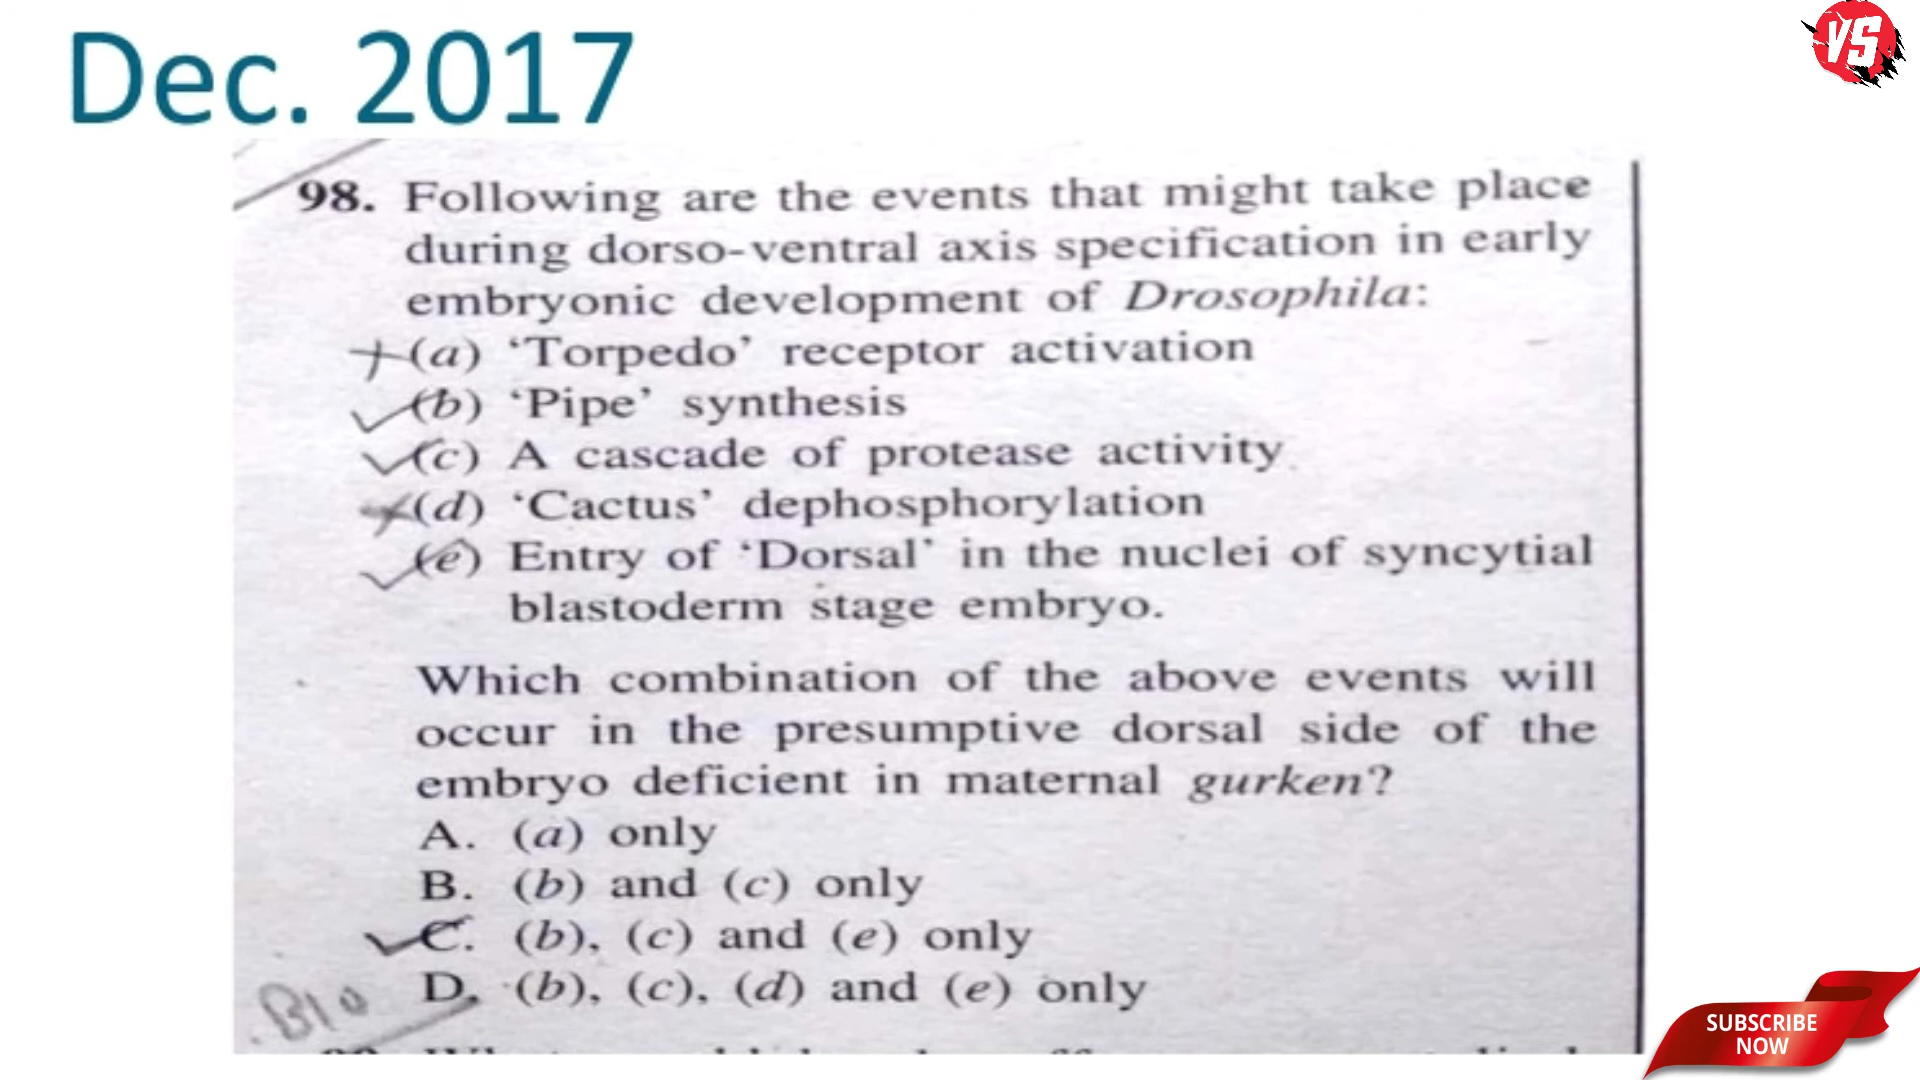 Dec. 2017
VS
98. Following are the events that might take place
during dorso-ventral axis specification in early
embryonic development of Drosophila:
(a) ‘Torpedo’ receptor activation
(b) ‘Pipe’ synthesis
(c) A cascade of protease activity
(d) ‘Cactus’ dephosphorylation
(e) Entry of ‘Dorsal’ in the nuclei of syncytial
blastoderm stage embryo.
Which combination of the above events will
occur in the presumptive dorsal side of the
embryo deficient in maternal gurken?
A. (a) only
B. (b) and (c) only
C. (b), (c) and (e) only
D. (b), (c), (d) and (e) only
SUBSCRIBE
NOW